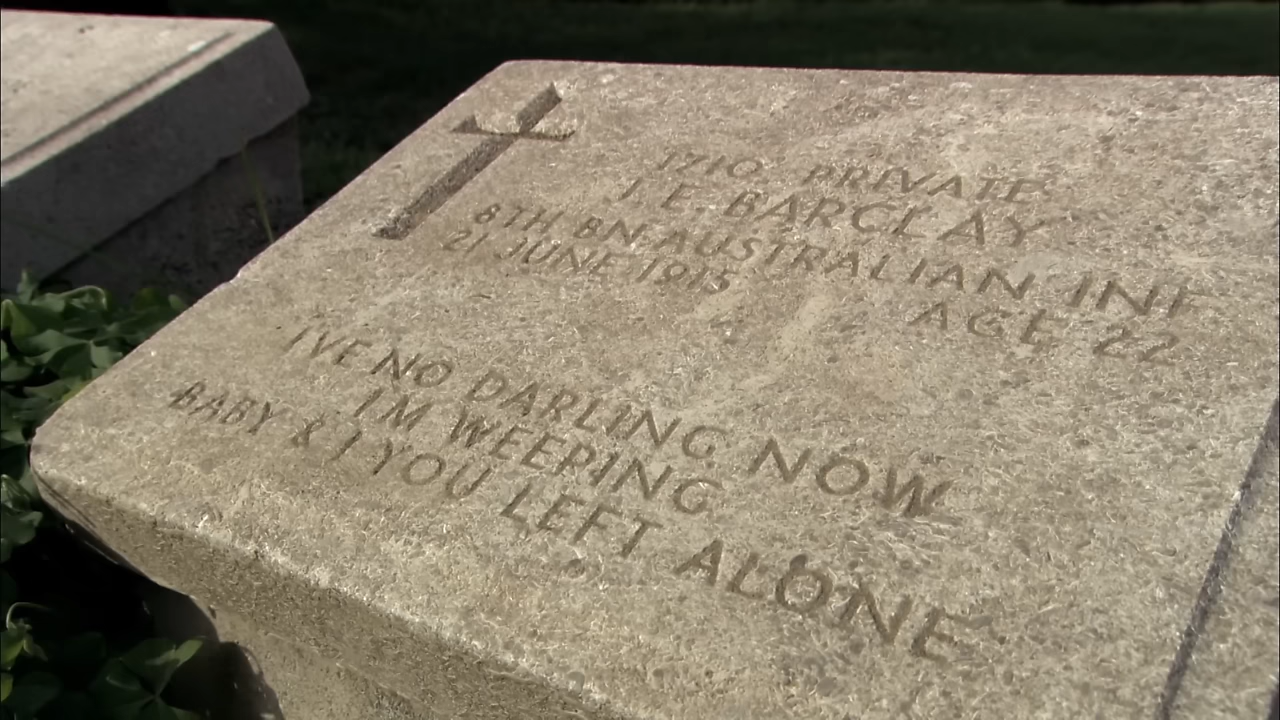 1710 PRIVATE
J. E. BARCLAY
8TH BN. AUSTRALIAN INF
21 JUNE 1915 AGE 22
I'VE NO DARLING NOW
I'M WEEPING
BABY & I YOU LEFT ALONE